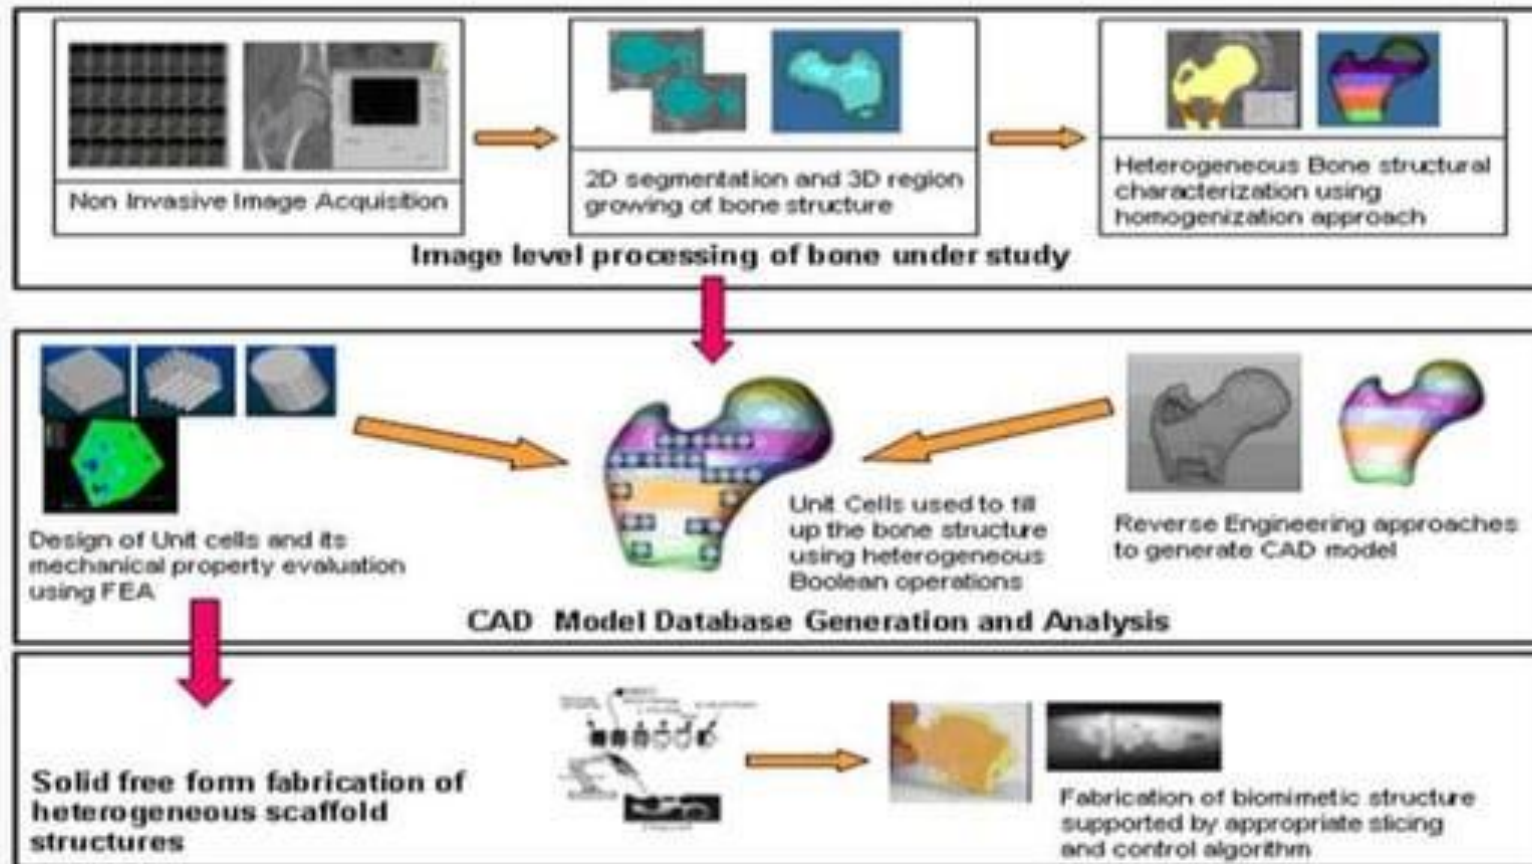 Non Invasive Image Acquisition
2D segmentation and 3D region
growing of bone structure
Heterogeneous Bone structural
characterization using
homogenization approach
Image level processing of bone under study
Design of Unit cells and its
mechanical property evaluation
using FEA
Unit Cells used to fill
up the bone structure
using heterogeneous
Boolean operations
Reverse Engineering approaches
to generate CAD model
CAD Model Database Generation and Analysis
Solid free form fabrication of
heterogeneous scaffold
structures
Fabrication of biomimetic structure
supported by appropriate slicing
and control algorithm